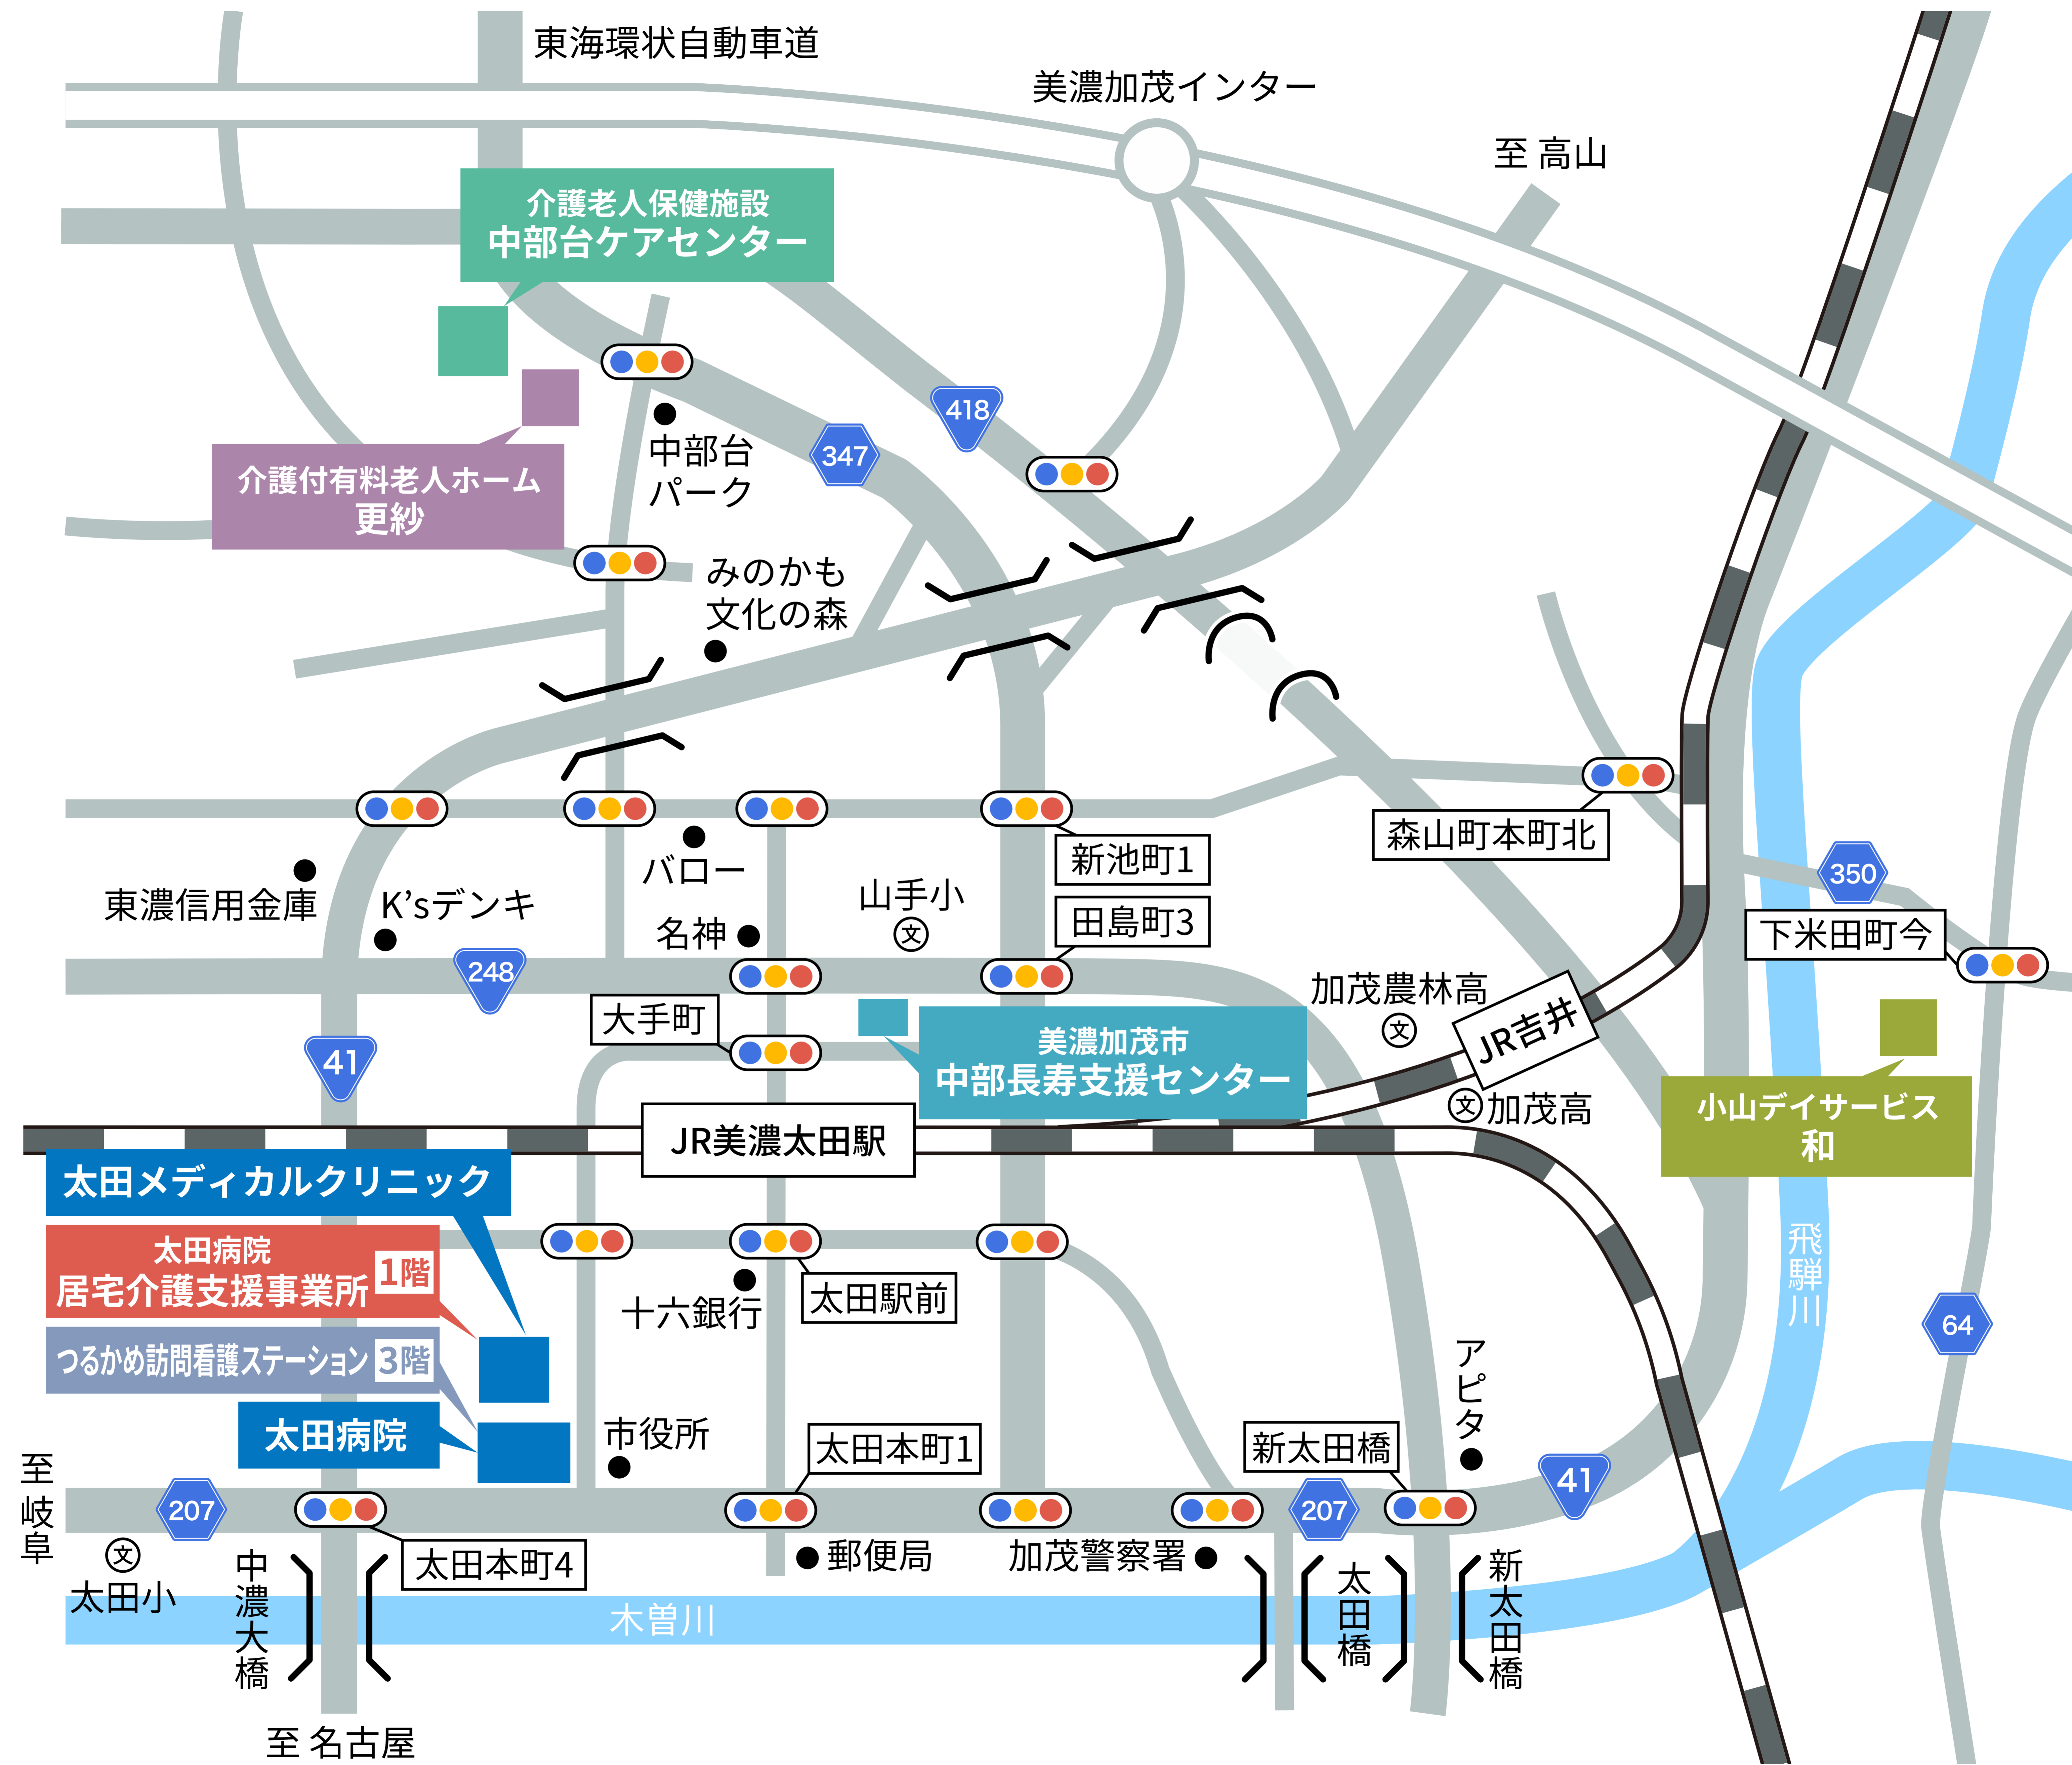 東海環状自動車道
美濃加茂インター
至 高山
介護老人保健施設
中部台ケアセンター
418
347
中部台
パーク
介護付有料老人ホーム
更紗
みのかも
文化の森
新池町1
森山町本町北
バロー
350
東濃信用金庫
K'sデンキ
山手小
文
名神
田島町3
下米田町今
248
大手町
加茂農林高
文
JR吉井
41
美濃加茂市
中部長寿支援センター
文
加茂高
小山デイサービス
和
JR美濃太田駅
太田メディカルクリニック
太田病院
居宅介護支援事業所
1階
飛騨川
十六銀行
太田駅前
64
つるかめ訪問看護ステーション
3階
アピタ
太田病院
市役所
太田本町1
新太田橋
41
至 岐阜
207
207
文
太田小
太田本町4
郵便局
加茂警察署
中濃大橋
太田橋
新太田橋
木曽川
至 名古屋